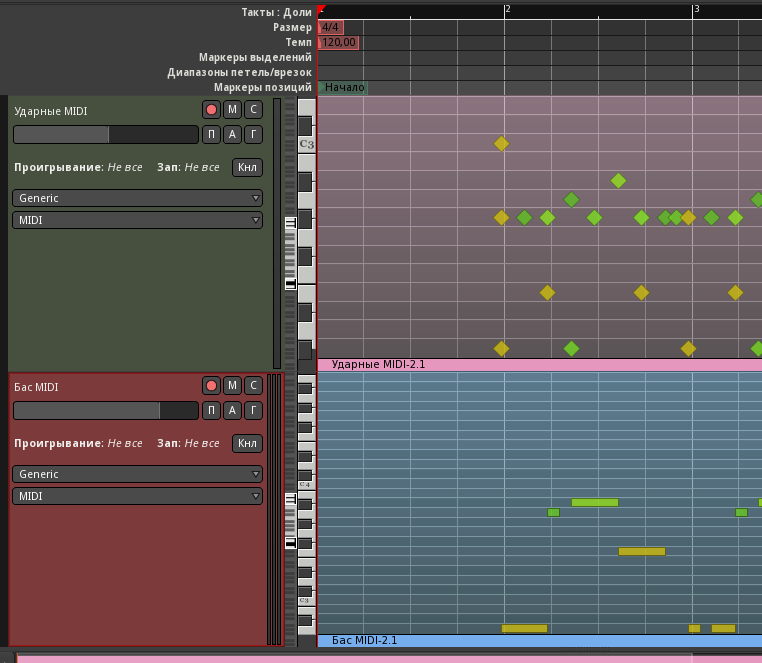 Такты : Доли
2
3
Размер
4/4
Темп
120,00
Маркеры выделений
Диапазоны петель/врезок
Маркеры позиций
Начало
Ударные MIDI
М
С
П
А
Г
C3
Проигрывание: Не все
Зап: Не все
Кнл
Generic
MIDI
Ударные MIDI-2.1
Бас MIDI
М
С
П
А
Г
Проигрывание: Не все
Зап: Не все
Кнл
Generic
C4
MIDI
C3
Бас MIDI-2.1